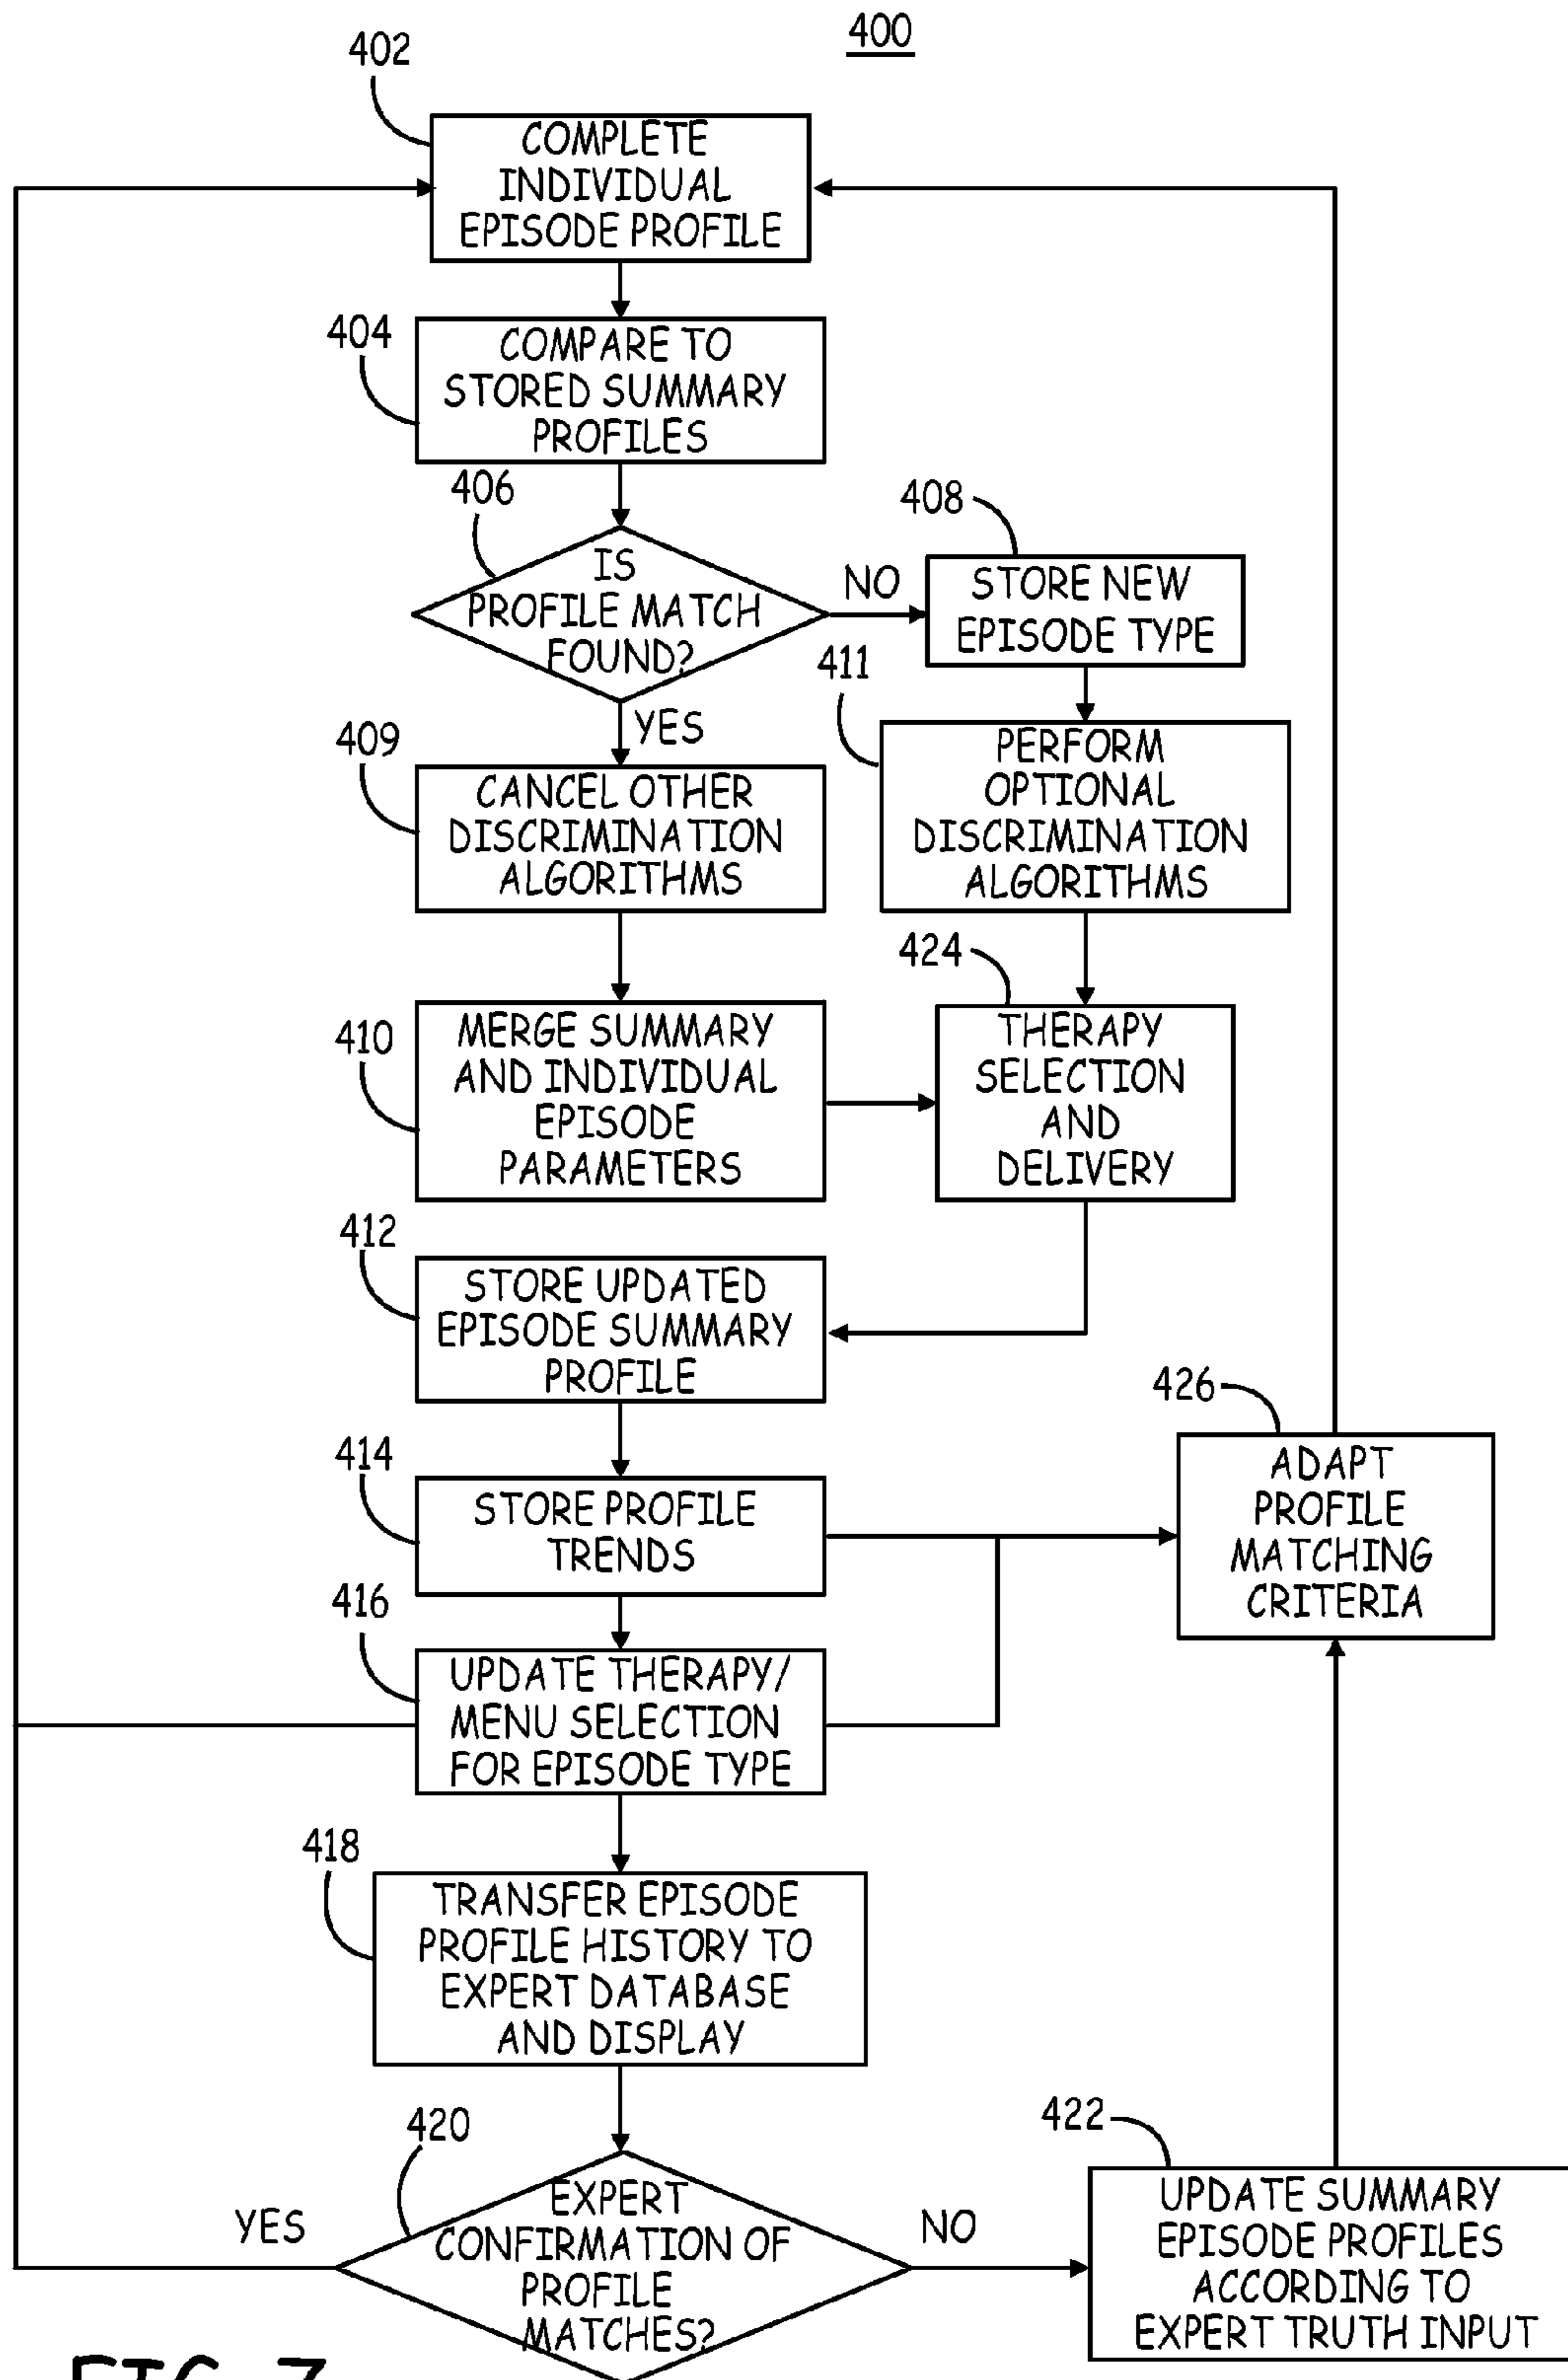 400
402
COMPLETE
INDIVIDUAL
EPISODE PROFILE
404
COMPARE TO
STORED SUMMARY
PROFILES
406
IS
PROFILE MATCH
FOUND?
NO
408
STORE NEW
EPISODE TYPE
YES
409
CANCEL OTHER
DISCRIMINATION
ALGORITHMS
411
PERFORM
OPTIONAL
DISCRIMINATION
ALGORITHMS
410
MERGE SUMMARY
AND INDIVIDUAL
EPISODE
PARAMETERS
424
THERAPY
SELECTION
AND
DELIVERY
412
STORE UPDATED
EPISODE SUMMARY
PROFILE
414
STORE PROFILE
TRENDS
426
ADAPT
PROFILE
MATCHING
CRITERIA
416
UPDATE THERAPY/
MENU SELECTION
FOR EPISODE TYPE
418
TRANSFER EPISODE
PROFILE HISTORY TO
EXPERT DATABASE
AND DISPLAY
420
EXPERT
CONFIRMATION OF
PROFILE
MATCHES?
YES
NO
422
UPDATE SUMMARY
EPISODE PROFILES
ACCORDING TO
EXPERT TRUTH INPUT